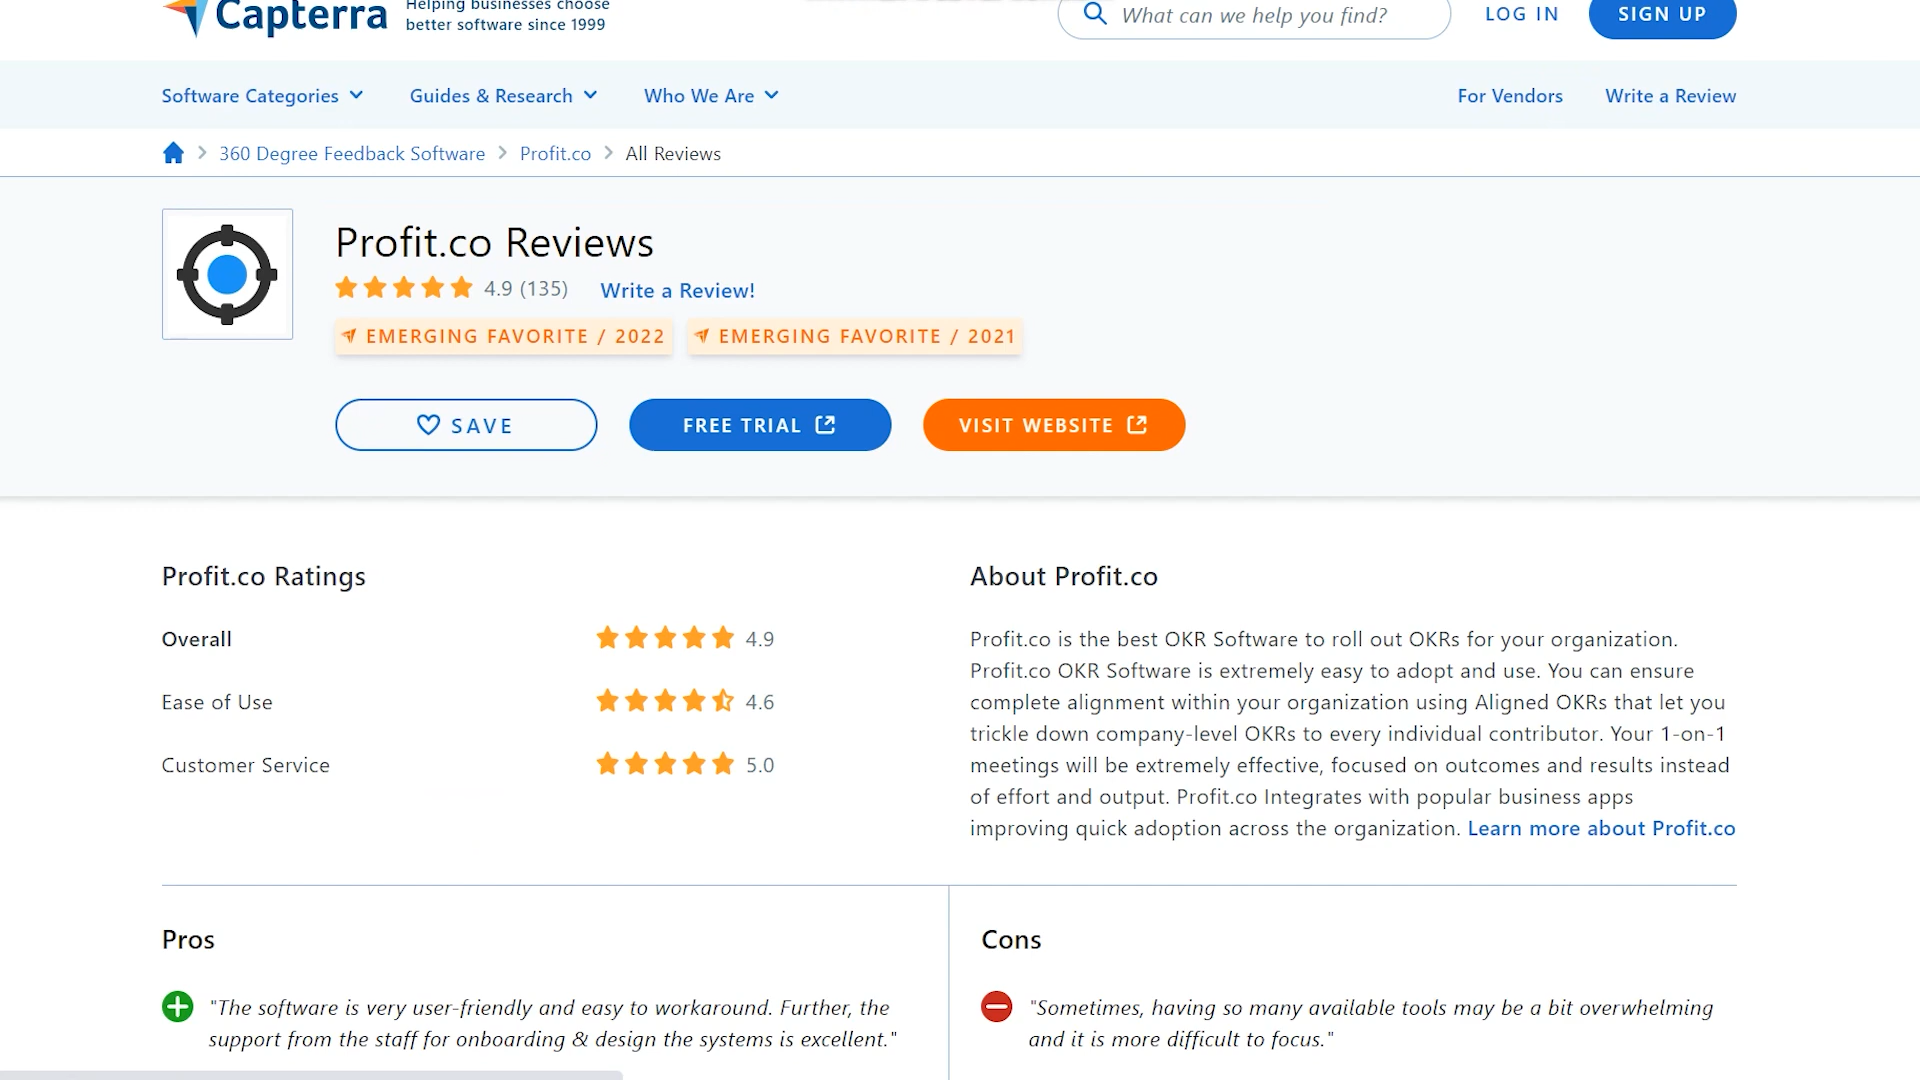 Capterra
Helping businesses choose
better software since 1999
What can we help you find?
LOG IN
SIGN UP
Software Categories
Guides & Research
Who We Are
For Vendors
Write a Review
360 Degree Feedback Software
Profit.co
All Reviews
Profit.co Reviews
4.9 (135)
Write a Review!
EMERGING FAVORITE / 2022
EMERGING FAVORITE / 2021
SAVE
FREE TRIAL
VISIT WEBSITE
Profit.co Ratings
Overall
4.9
Ease of Use
4.6
Customer Service
5.0
About Profit.co
Profit.co is the best OKR Software to roll out OKRs for your organization.
Profit.co OKR Software is extremely easy to adopt and use. You can ensure
complete alignment within your organization using Aligned OKRs that let you
trickle down company-level OKRs to every individual contributor. Your 1-on-1
meetings will be extremely effective, focused on outcomes and results instead
of effort and output. Profit.co Integrates with popular business apps
improving quick adoption across the organization. Learn more about Profit.co
Pros
"The software is very user-friendly and easy to workaround. Further, the
support from the staff for onboarding & design the systems is excellent."
Cons
"Sometimes, having so many available tools may be a bit overwhelming
and it is more difficult to focus."